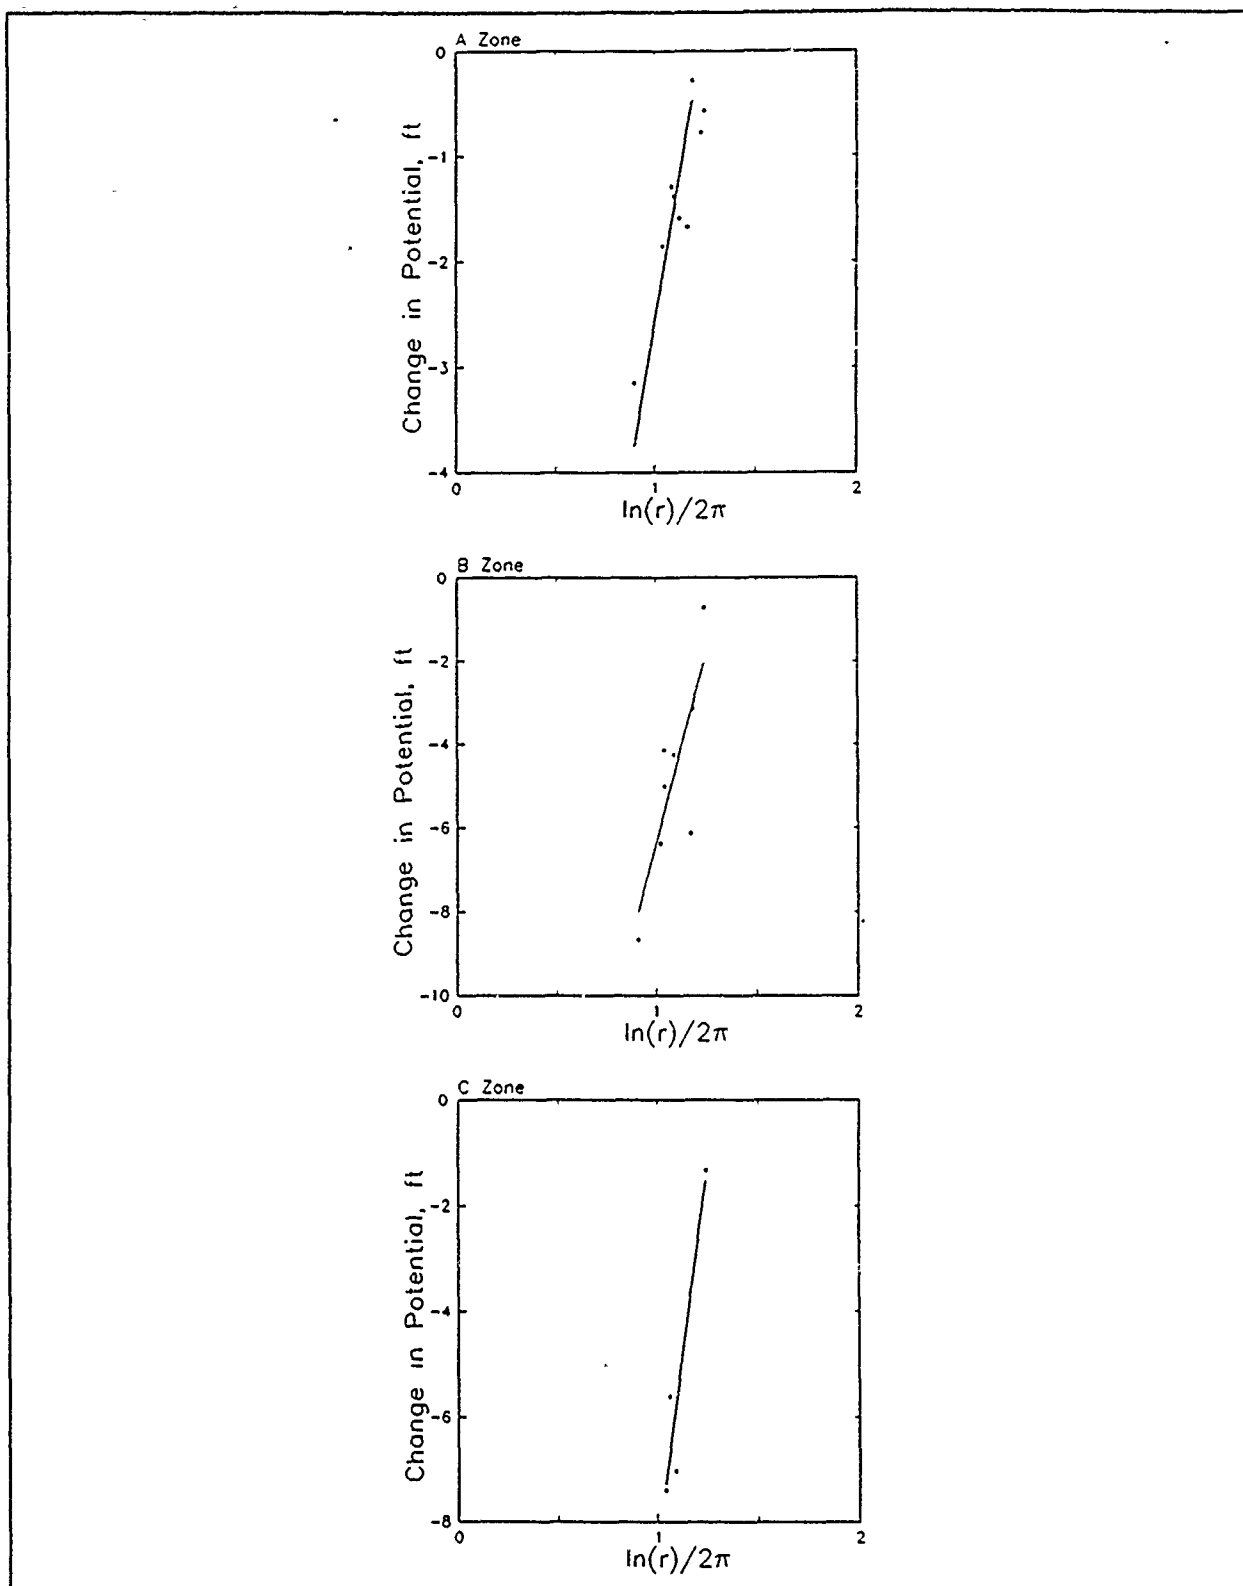 A Zone
0
-1
-2
-3
-4
Change in Potential, ft
0 1 2
ln(r)/2π
B Zone
0
-2
-4
-6
-8
-10
Change in Potential, ft
0 1 2
ln(r)/2π
C Zone
0
-2
-4
-6
-8
Change in Potential, ft
0 1 2
ln(r)/2π